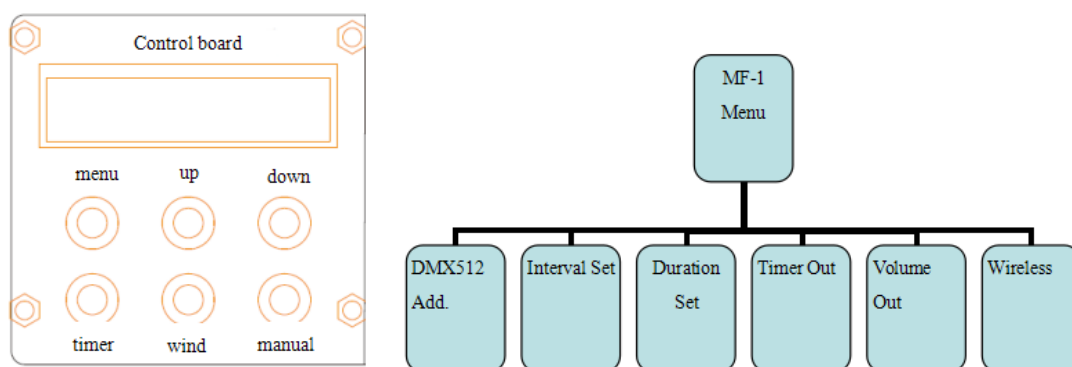 Control board
menu up down
timer wind manual
MF-1
Menu
DMX512
Add.
Interval Set
Duration
Set
Timer Out
Volume
Out
Wireless